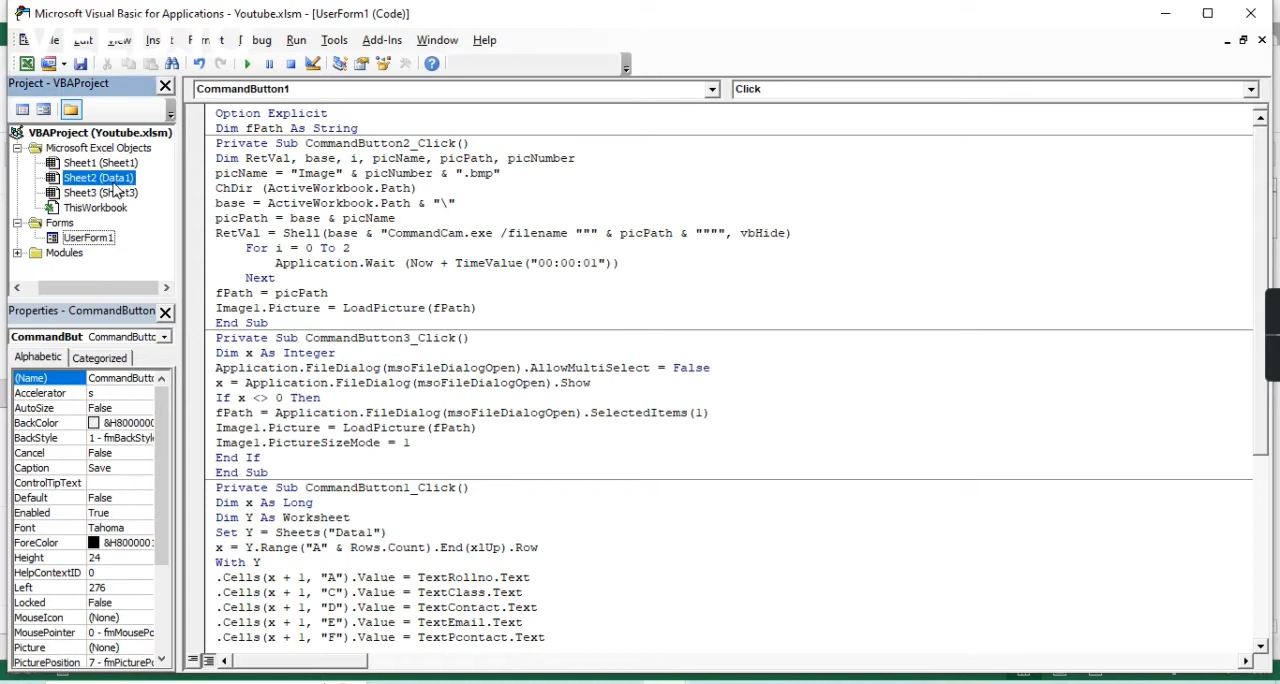 Microsoft Visual Basic for Applications - Youtube.xlsm - [UserForm1 (Code)]
View
Run Tools Add-Ins Window Help
Project - VBAProject
CommandButton1
Click
VBAProject (Youtube.xlsm)
Microsoft Excel Objects
Sheet1 (Sheet1)
Sheet2 (Data1)
Sheet3 (Sheet3)
ThisWorkbook
Forms
UserForm1
Modules
Properties - CommandButton
CommandBut CommandButto
Alphabetic Categorized
(Name) CommandButto
Accelerator s
AutoSize False
BackColor &H8000000
BackStyle 1 - fmBackStyl
Cancel False
Caption Save
ControlTipText
Default False
Enabled True
Font Tahoma
ForeColor &H8000001
Height 24
HelpContextID 0
Left 276
Locked False
MouseIcon (None)
MousePointer 0 - fmMousePo
Picture (None)
PicturePosition 7 - fmPicturePo
Option Explicit
Dim fPath As String
Private Sub CommandButton2_Click()
Dim RetVal, base, i, picName, picPath, picNumber
picName = "Image" & picNumber & ".bmp"
ChDir (ActiveWorkbook.Path)
base = ActiveWorkbook.Path & "\"
picPath = base & picName
RetVal = Shell(base & "CommandCam.exe /filename """ & picPath & """", vbHide)
For i = 0 To 2
Application.Wait (Now + TimeValue("00:00:01"))
Next
fPath = picPath
Image1.Picture = LoadPicture(fPath)
End Sub
Private Sub CommandButton3_Click()
Dim x As Integer
Application.FileDialog(msoFileDialogOpen).AllowMultiSelect = False
x = Application.FileDialog(msoFileDialogOpen).Show
If x <> 0 Then
fPath = Application.FileDialog(msoFileDialogOpen).SelectedItems(1)
Image1.Picture = LoadPicture(fPath)
Image1.PictureSizeMode = 1
End If
End Sub
Private Sub CommandButton1_Click()
Dim x As Long
Dim Y As Worksheet
Set Y = Sheets("Data1")
x = Y.Range("A" & Rows.Count).End(xlUp).Row
With Y
.Cells(x + 1, "A").Value = TextRollno.Text
.Cells(x + 1, "C").Value = TextClass.Text
.Cells(x + 1, "D").Value = TextContact.Text
.Cells(x + 1, "E").Value = TextEmail.Text
.Cells(x + 1, "F").Value = TextPcontact.Text